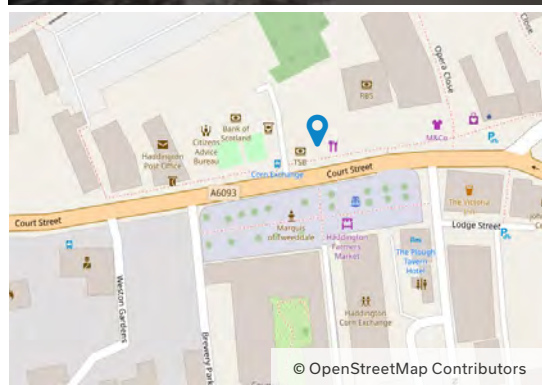 Close
Opera Close
RBS
M&Co
Bank of
Scotland
Citizens
Advice
Bureau
Haddington
Post Office
TSB
Corn Exchange
Court Street
A6093
Court Street
The Victoria
Inn
Lodge Street
Marquis
of Tweeddale
Haddington
Farmers
Market
The Plough
Tavern
Hotel
Weston Gardens
Brewery Park
Haddington
Corn Exchange
© OpenStreetMap Contributors